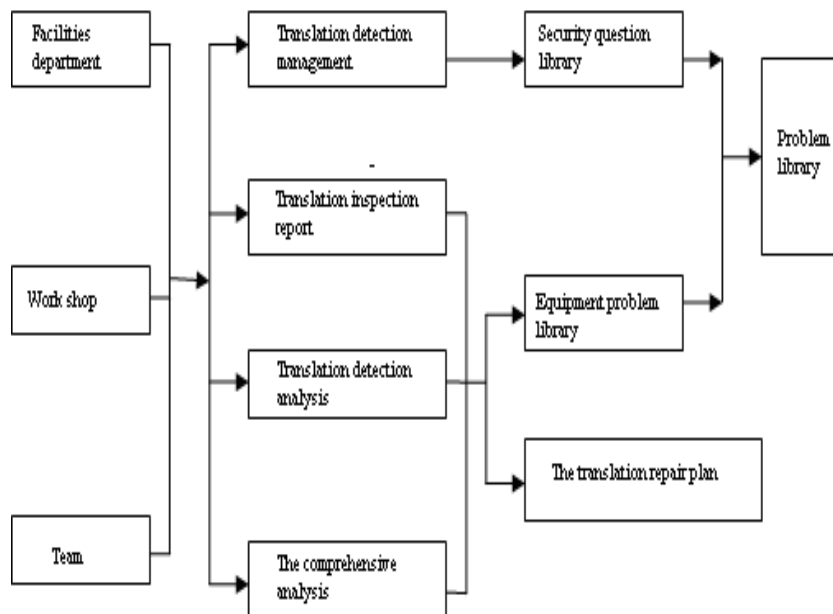 Facilities
department
Translation detection
management
Security question
library
Problem
library
Translation inspection
report
Work shop
Equipment problem
library
Translation detection
analysis
The translation repair plan
Team
The comprehensive
analysis